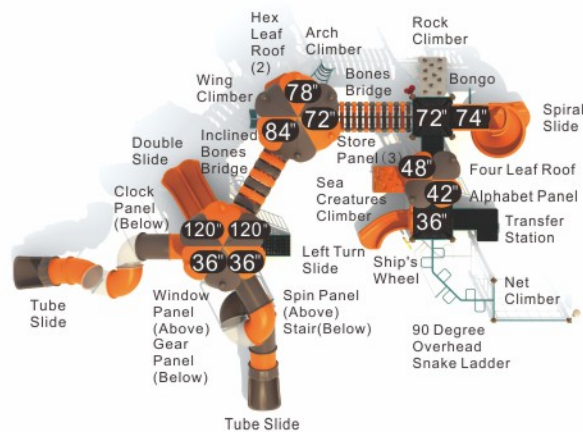 Hex
Leaf
Roof
(2)
Arch
Climber
Rock
Climber
Wing
Climber
78"
72"
84"
Bones
Bridge
Bongo
72"
74"
Spiral
Slide
Inclined
Bones
Bridge
Store
Panel (3)
48"
Four Leaf Roof
Double
Slide
Sea
Creatures
Climber
42"
Alphabet Panel
Clock
Panel
(Below)
36"
Transfer
Station
120"
120"
36"
36"
Left Turn
Slide
Ship's
Wheel
Net
Climber
Tube
Slide
Window
Panel
(Above)
Gear
Panel
(Below)
Spin Panel
(Above)
Stair(Below)
90 Degree
Overhead
Snake Ladder
Tube Slide